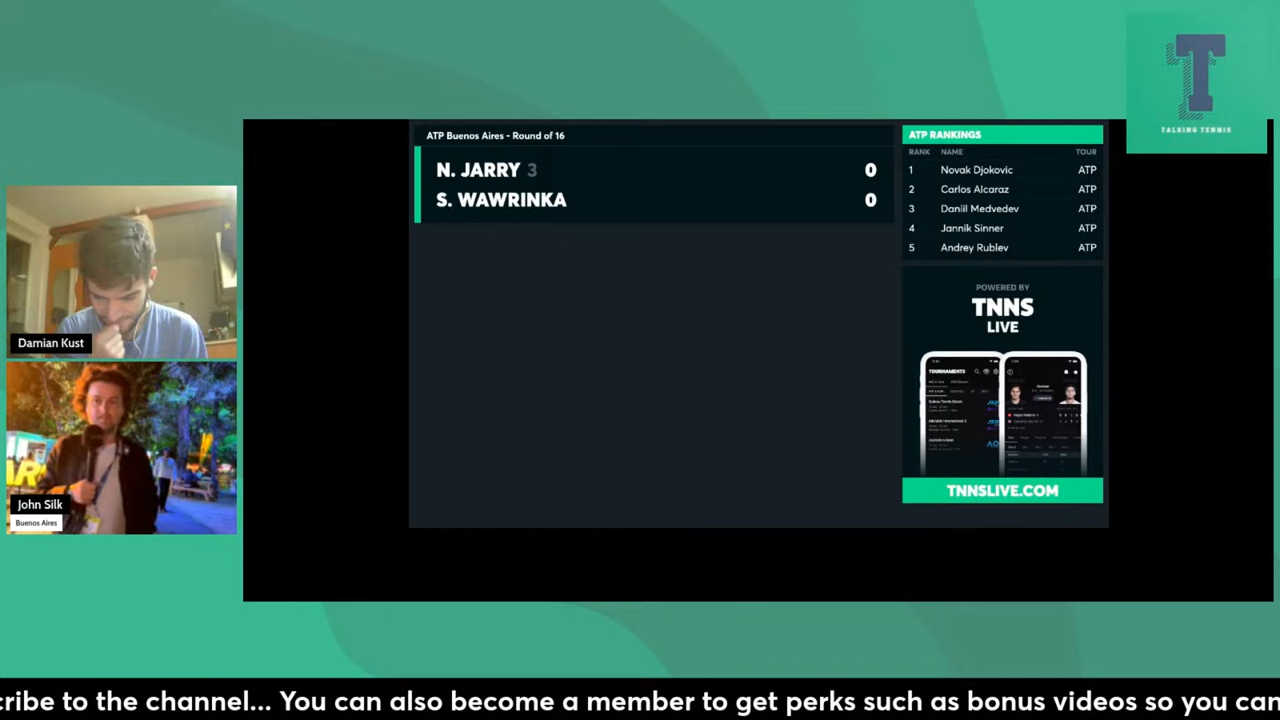 T
TALKING TENNIS
ATP Buenos Aires - Round of 16
N. JARRY 3 0
S. WAWRINKA 0
ATP RANKINGS
RANK NAME TOUR
1 Novak Djokovic ATP
2 Carlos Alcaraz ATP
3 Daniil Medvedev ATP
4 Jannik Sinner ATP
5 Andrey Rublev ATP
POWERED BY
TNNS
LIVE
TOURNAMENTS
TNNSLIVE.COM
Damian Kust
John Silk
Buenos Aires
cribe to the channel... You can also become a member to get perks such as bonus videos so you can